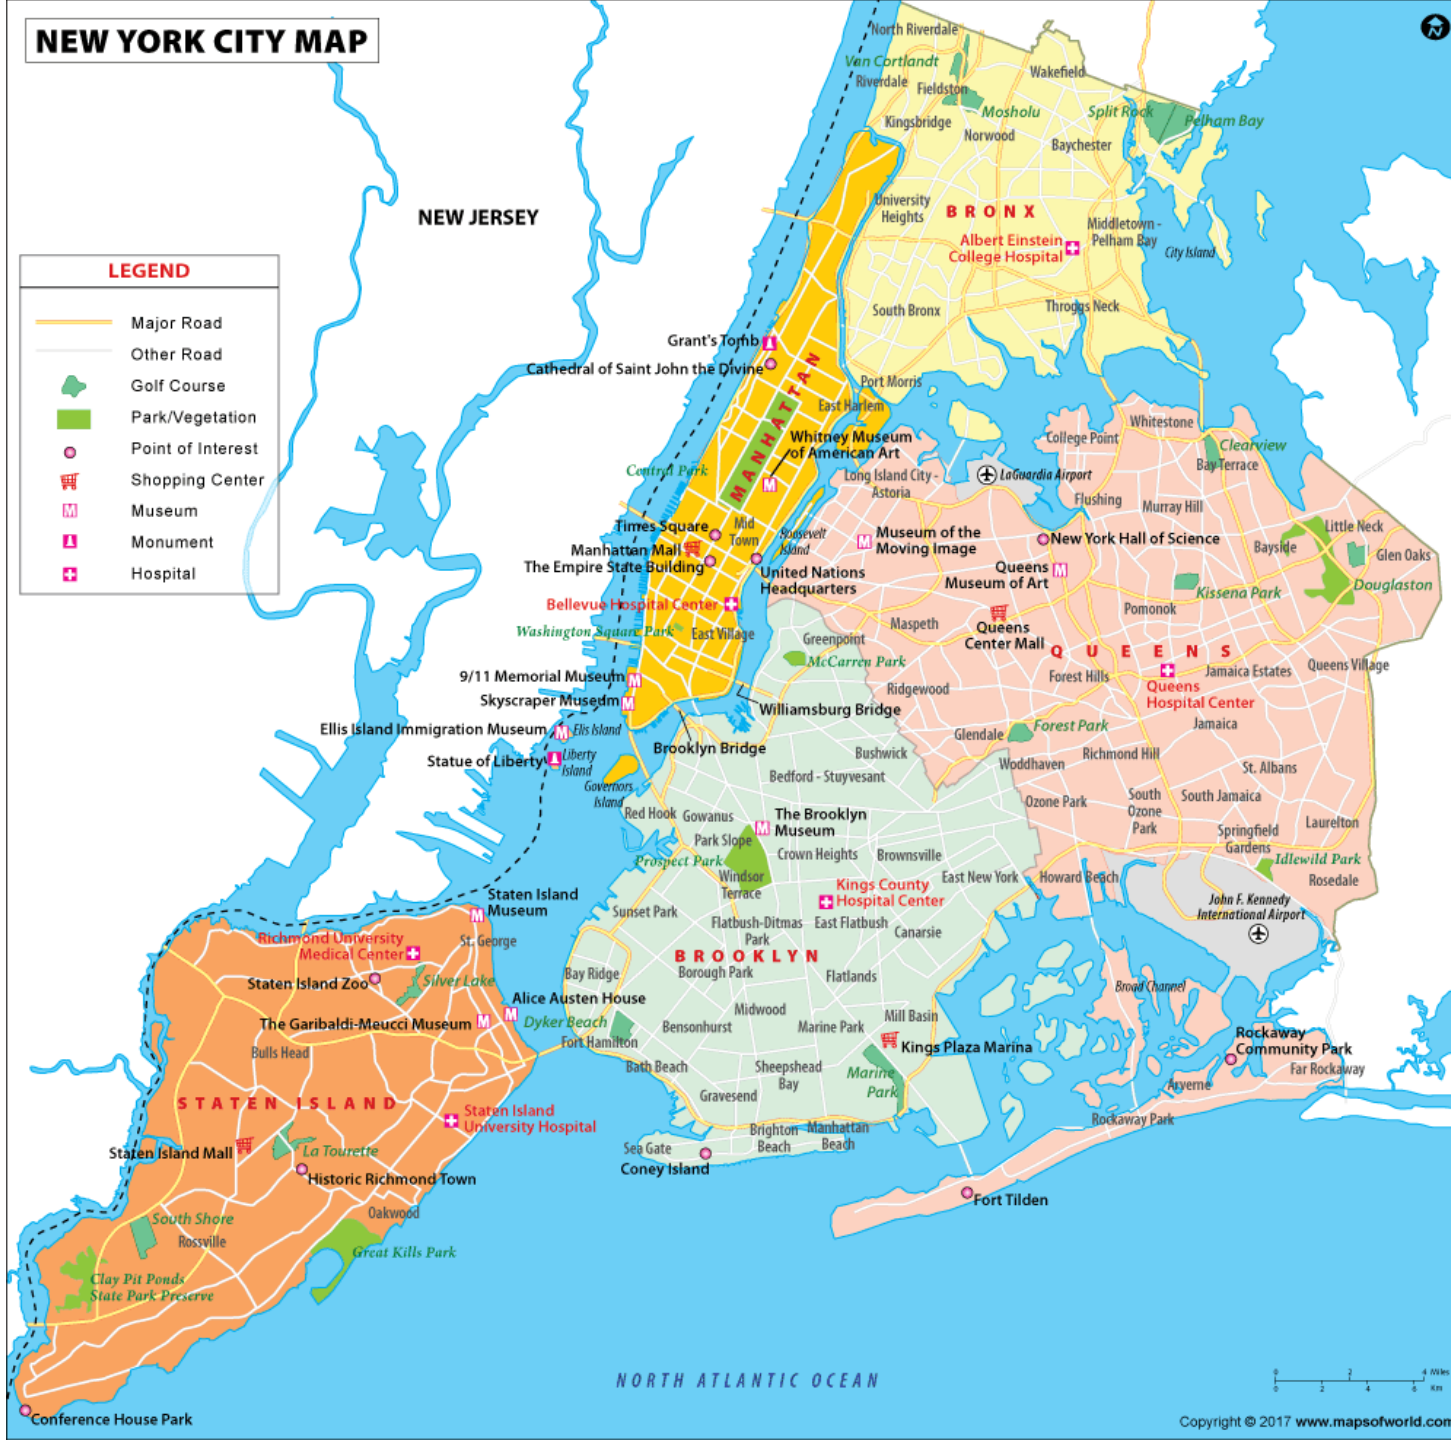 NEW YORK CITY MAP
N
NEW JERSEY
LEGEND
Major Road
Other Road
Golf Course
Park/Vegetation
Point of Interest
Shopping Center
M
Museum
Monument
Hospital
North Riverdale
Van Cortlandt
Riverdale
Fieldston
Wakefield
Mosholu
Split Rock
Pelham Bay
Kingsbridge
Norwood
Baychester
University
Heights
BRONX
Albert Einstein
College Hospital
Middletown -
Pelham Bay
City Island
South Bronx
Throggs Neck
Port Morris
Grant's Tomb
Cathedral of Saint John the Divine
MANHATTAN
East Harlem
Whitney Museum
of American Art
M
Central Park
Times Square
Mid
Town
Manhattan Mall
The Empire State Building
Roosevelt
Island
United Nations
Headquarters
Bellevue Hospital Center
Washington Square Park
East Village
9/11 Memorial Museum
M
Skyscraper Museum
M
Ellis Island Immigration Museum
M
Elis Island
Statue of Liberty
Liberty
Island
Governors
Island
Williamsburg Bridge
Brooklyn Bridge
College Point
Whitestone
Clearview
Bay Terrace
Long Island City -
Astoria
LaGuardia Airport
Flushing
Murray Hill
Little Neck
Bayside
Glen Oaks
Douglaston
M
Museum of the
Moving Image
New York Hall of Science
Queens
Museum of Art
M
Kissena Park
Pomonok
Maspeth
Queens
Center Mall
QUEENS
Forest Hills
Queens
Hospital Center
Jamaica Estates
Queens Village
Ridgewood
Jamaica
Glendale
Forest Park
Woddhaven
Richmond Hill
St. Albans
Ozone Park
South
Ozone
Park
South Jamaica
Springfield
Gardens
Laurelton
Idlewild Park
Rosedale
Howard Beach
John F. Kennedy
International Airport
Broad Channel
Rockaway
Community Park
Far Rockaway
Arverne
Rockaway Park
Fort Tilden
Greenpoint
McCarren Park
Bushwick
Bedford - Stuyvesant
Red Hook
Gowanus
M
The Brooklyn
Museum
Park Slope
Crown Heights
Brownsville
Prospect Park
Windsor
Terrace
East New York
Kings County
Hospital Center
Sunset Park
Flatbush-Ditmas
Park
East Flatbush
Canarsie
BROOKLYN
Bay Ridge
Borough Park
Flatlands
Midwood
Mill Basin
Dyker Beach
Bensonhurst
Marine Park
Fort Hamilton
Kings Plaza Marina
Bath Beach
Sheepshead
Bay
Marine
Park
Gravesend
Brighton
Beach
Manhattan
Beach
Sea Gate
Coney Island
Staten Island
Museum
M
Richmond University
Medical Center
St. George
Staten Island Zoo
Silver Lake
Alice Austen House
M
The Garibaldi-Meucci Museum
M
Bulls Head
STATEN ISLAND
Staten Island
University Hospital
Staten Island Mall
La Tourette
Historic Richmond Town
South Shore
Oakwood
Rossville
Great Kills Park
Clay Pit Ponds
State Park Preserve
Conference House Park
NORTH ATLANTIC OCEAN
0 2 4 Miles
0 2 4 6 Km
Copyright © 2017 www.mapsofworld.com